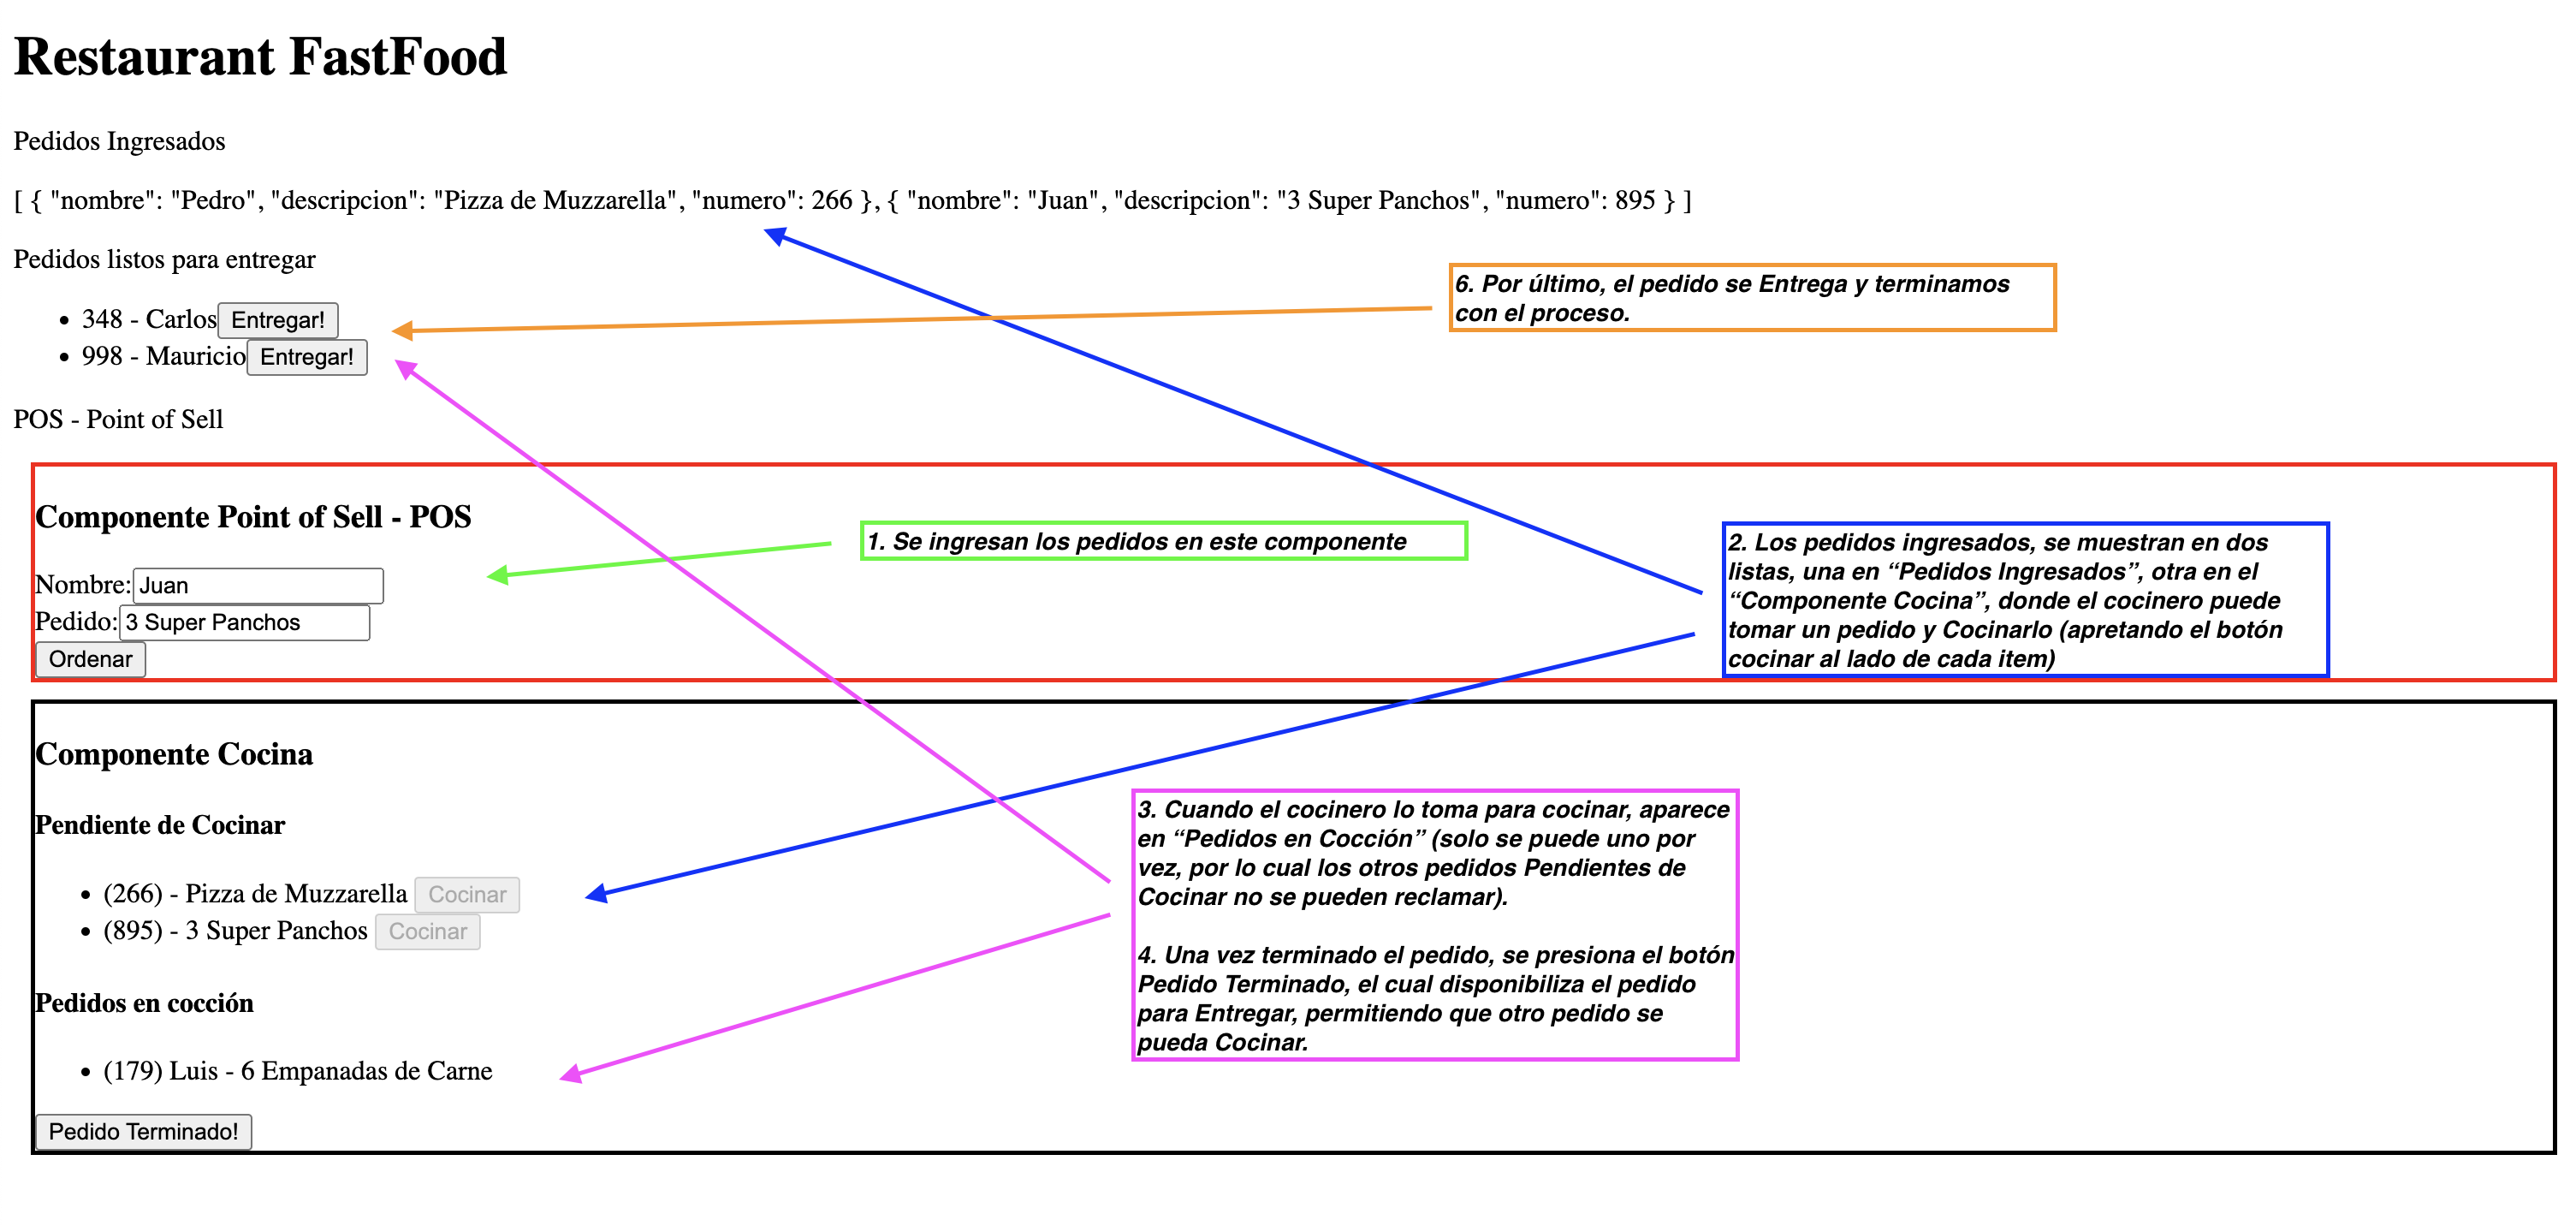 Restaurant FastFood
Pedidos Ingresados
[ { "nombre": "Pedro", "descripcion": "Pizza de Muzzarella", "numero": 266 }, { "nombre": "Juan", "descripcion": "3 Super Panchos", "numero": 895 } ]
Pedidos listos para entregar
348 - Carlos Entregar!
998 - Mauricio Entregar!
6. Por último, el pedido se Entrega y terminamos
con el proceso.
POS - Point of Sell
Componente Point of Sell - POS
Nombre: Juan
Pedido: 3 Super Panchos
Ordenar
1. Se ingresan los pedidos en este componente
2. Los pedidos ingresados, se muestran en dos
listas, una en “Pedidos Ingresados”, otra en el
“Componente Cocina”, donde el cocinero puede
tomar un pedido y Cocinarlo (apretando el botón
cocinar al lado de cada item)
Componente Cocina
Pendiente de Cocinar
(266) - Pizza de Muzzarella Cocinar
(895) - 3 Super Panchos Cocinar
Pedidos en cocción
(179) Luis - 6 Empanadas de Carne
Pedido Terminado!
3. Cuando el cocinero lo toma para cocinar, aparece
en “Pedidos en Cocción” (solo se puede uno por
vez, por lo cual los otros pedidos Pendientes de
Cocinar no se pueden reclamar).
4. Una vez terminado el pedido, se presiona el botón
Pedido Terminado, el cual disponibiliza el pedido
para Entregar, permitiendo que otro pedido se
pueda Cocinar.